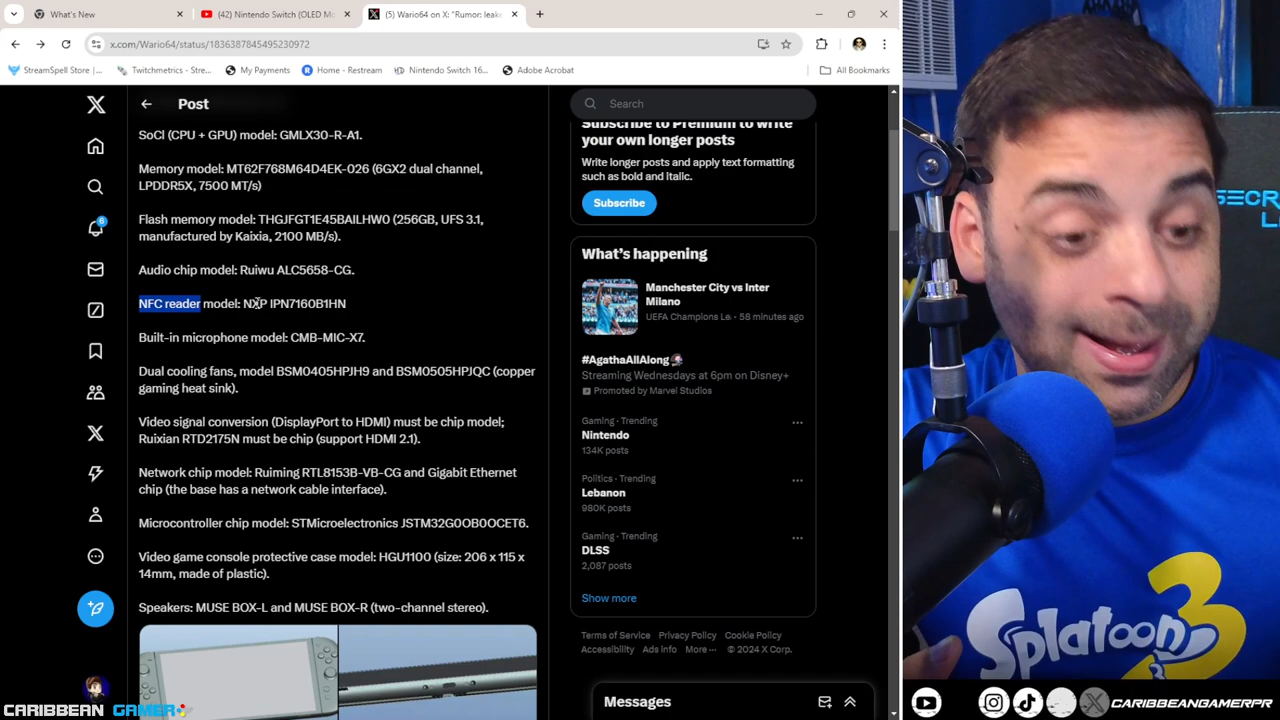 What's New
(42) Nintendo Switch (OLED Mo
(5) Wario64 on X: "Rumor: leake
x.com/Wario64/status/1836387845495230972
StreamSpell Store | ...
Twitchmetrics - St...
Query | Payments
Home - Restream
Nintendo Switch 16...
Adobe Acrobat
All Bookmarks
Post
SoCl (CPU + GPU) model: GMLX30-R-A1.
Memory model: MT62F768M64D4EK-026 (6GX2 dual channel,
LPDDR5X, 7500 MT/s)
Flash memory model: THGJFGT1E45BAILHW0 (256GB, UFS 3.1,
manufactured by Kaixia, 2100 MB/s).
Audio chip model: Ruiwu ALC5658-CG.
NFC reader model: NXP IPN7160B1HN
Built-in microphone model: CMB-MIC-X7.
Dual cooling fans, model BSM0405HPJH9 and BSM0505HPJQC (copper
gaming heat sink).
Video signal conversion (DisplayPort to HDMI) must be chip model;
Ruixian RTD2175N must be chip (support HDMI 2.1).
Network chip model: Ruiming RTL8153B-VB-CG and Gigabit Ethernet
chip (the base has a network cable interface).
Microcontroller chip model: STMicroelectronics JSTM32G0OB0OCET6.
Video game console protective case model: HGU1100 (size: 206 x 115 x
14mm, made of plastic).
Speakers: MUSE BOX-L and MUSE BOX-R (two-channel stereo).
6
Search
Subscribe to Premium to write
your own longer posts
Write longer posts and apply text formatting
such as bold and italic.
Subscribe
What's happening
Manchester City vs Inter
Milano
UEFA Champions Le. · 58 minutes ago
#AgathaAllAlong
Streaming Wednesdays at 6pm on Disney+
Promoted by Marvel Studios
Gaming · Trending
Nintendo
134K posts
Politics · Trending
Lebanon
980K posts
Gaming · Trending
DLSS
2,087 posts
Show more
Terms of Service Privacy Policy Cookie Policy
Accessibility Ads info More ··· © 2024 X Corp.
Messages
CARIBBEAN GAMER
Splatoon 3
CARIBBEANGAMERPR